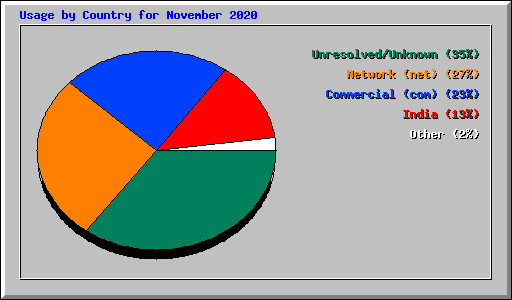 Usage by Country for November 2020
Unresolved/Unknown (35%)
Network (net) (27%)
Commercial (com) (23%)
India (13%)
Other (2%)